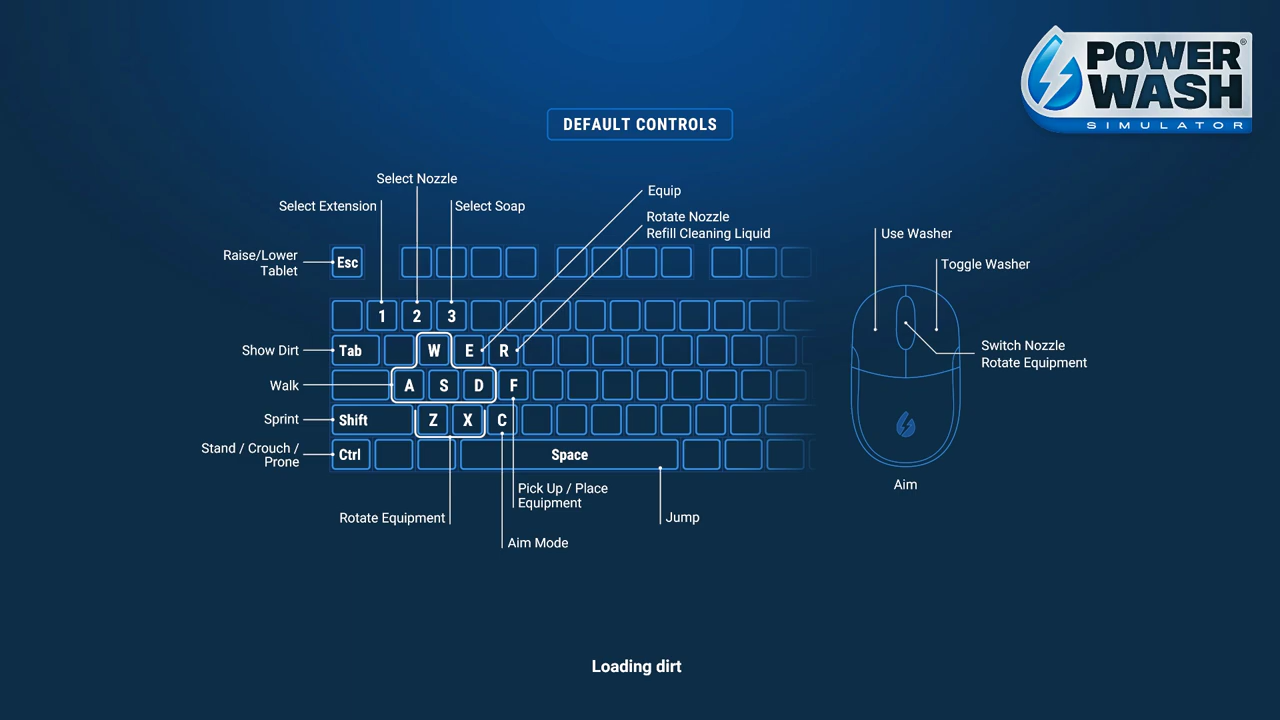 POWER
WASH
®
SIMULATOR
DEFAULT CONTROLS
Select Nozzle
Select Extension
Select Soap
Equip
Rotate Nozzle
Refill Cleaning Liquid
Raise/Lower
Tablet
Esc
1 2 3
Show Dirt
Tab W E R
Walk
A S D F
Sprint
Shift Z X C
Stand / Crouch /
Prone
Ctrl Space
Pick Up / Place
Equipment
Rotate Equipment
Jump
Aim Mode
Use Washer
Toggle Washer
Switch Nozzle
Rotate Equipment
Aim
Loading dirt